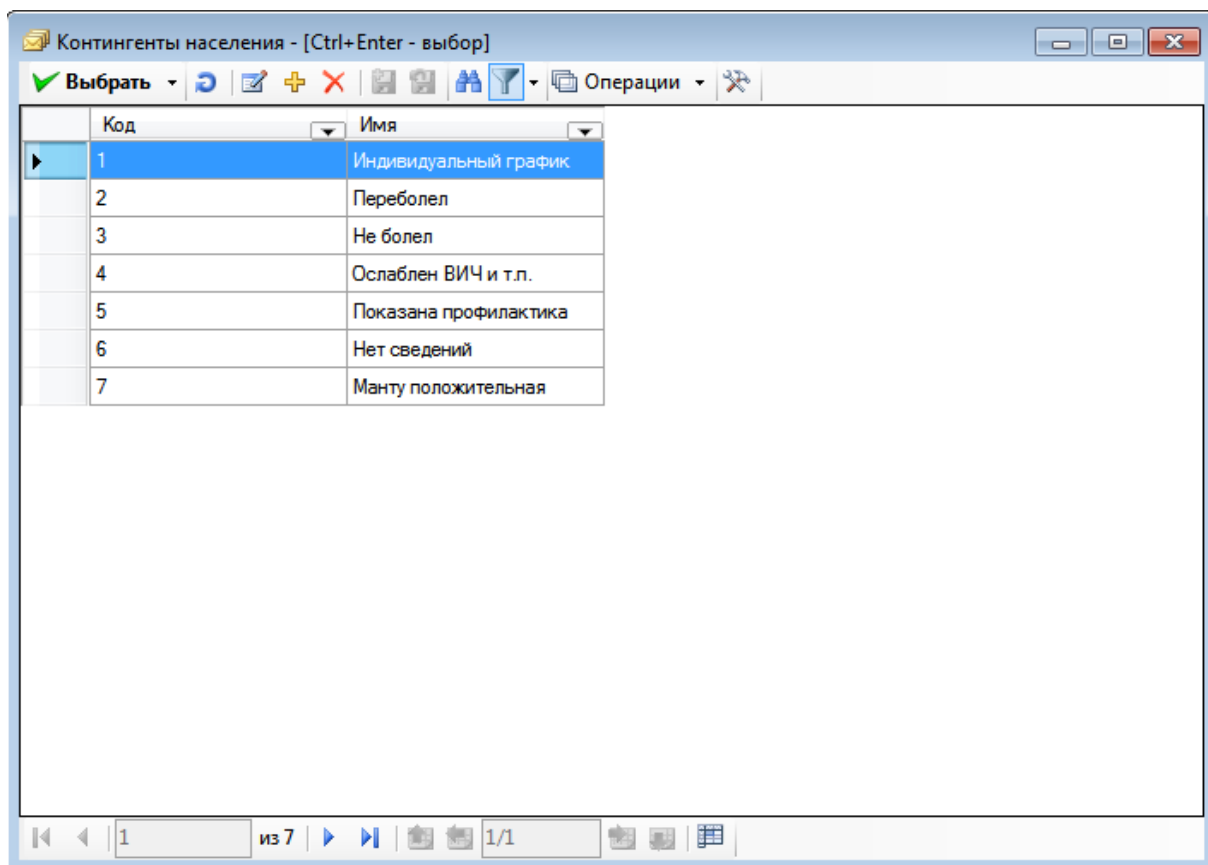 Контингенты населения - [Ctrl+Enter - выбор]
Выбрать Операции
Код Имя
1 Индивидуальный график
2 Переболел
3 Не болел
4 Ослаблен ВИЧ и т.п.
5 Показана профилактика
6 Нет сведений
7 Манту положительная
1 из 7 1/1